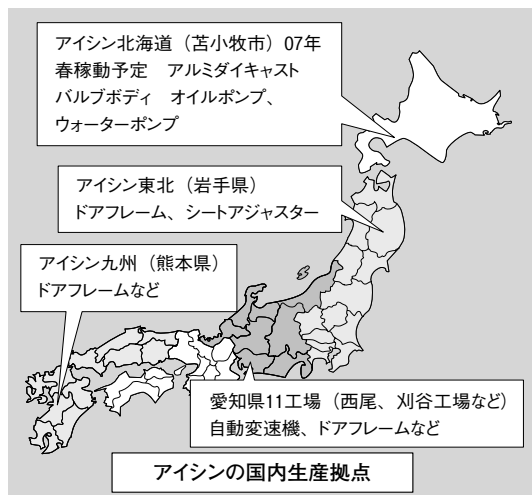 アイシン北海道（苫小牧市）07年
春稼動予定　アルミダイキャスト
バルブボディ　オイルポンプ、
ウォーターポンプ
アイシン東北（岩手県）
ドアフレーム、シートアジャスター
アイシン九州（熊本県）
ドアフレームなど
愛知県11工場（西尾、刈谷工場など）
自動変速機、ドアフレームなど
アイシンの国内生産拠点